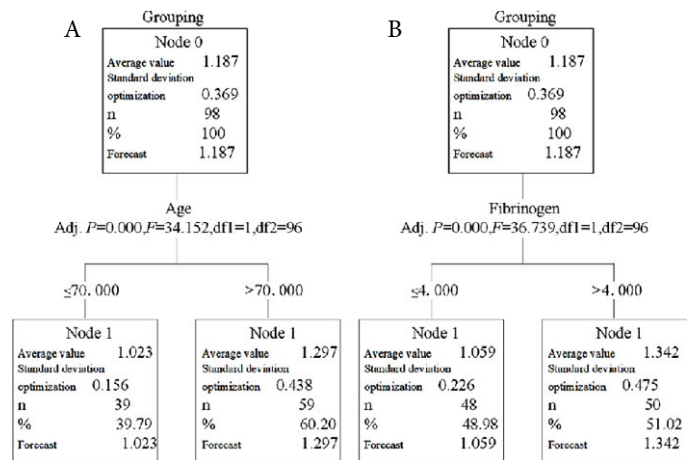 A
Grouping
Node 0
Average value 1.187
Standard deviation
optimization 0.369
n 98
% 100
Forecast 1.187
Age
Adj. P=0.000,F=34.152,df1=1,df2=96
≤70.000
>70.000
Node 1
Average value 1.023
Standard deviation
optimization 0.156
n 39
% 39.79
Forecast 1.023
Node 1
Average value 1.297
Standard deviation
optimization 0.438
n 59
% 60.20
Forecast 1.297
B
Grouping
Node 0
Average value 1.187
Standard deviation
optimization 0.369
n 98
% 100
Forecast 1.187
Fibrinogen
Adj. P=0.000,F=36.739,df1=1,df2=96
≤4.000
>4.000
Node 1
Average value 1.059
Standard deviation
optimization 0.226
n 48
% 48.98
Forecast 1.059
Node 1
Average value 1.342
Standard deviation
optimization 0.475
n 50
% 51.02
Forecast 1.342